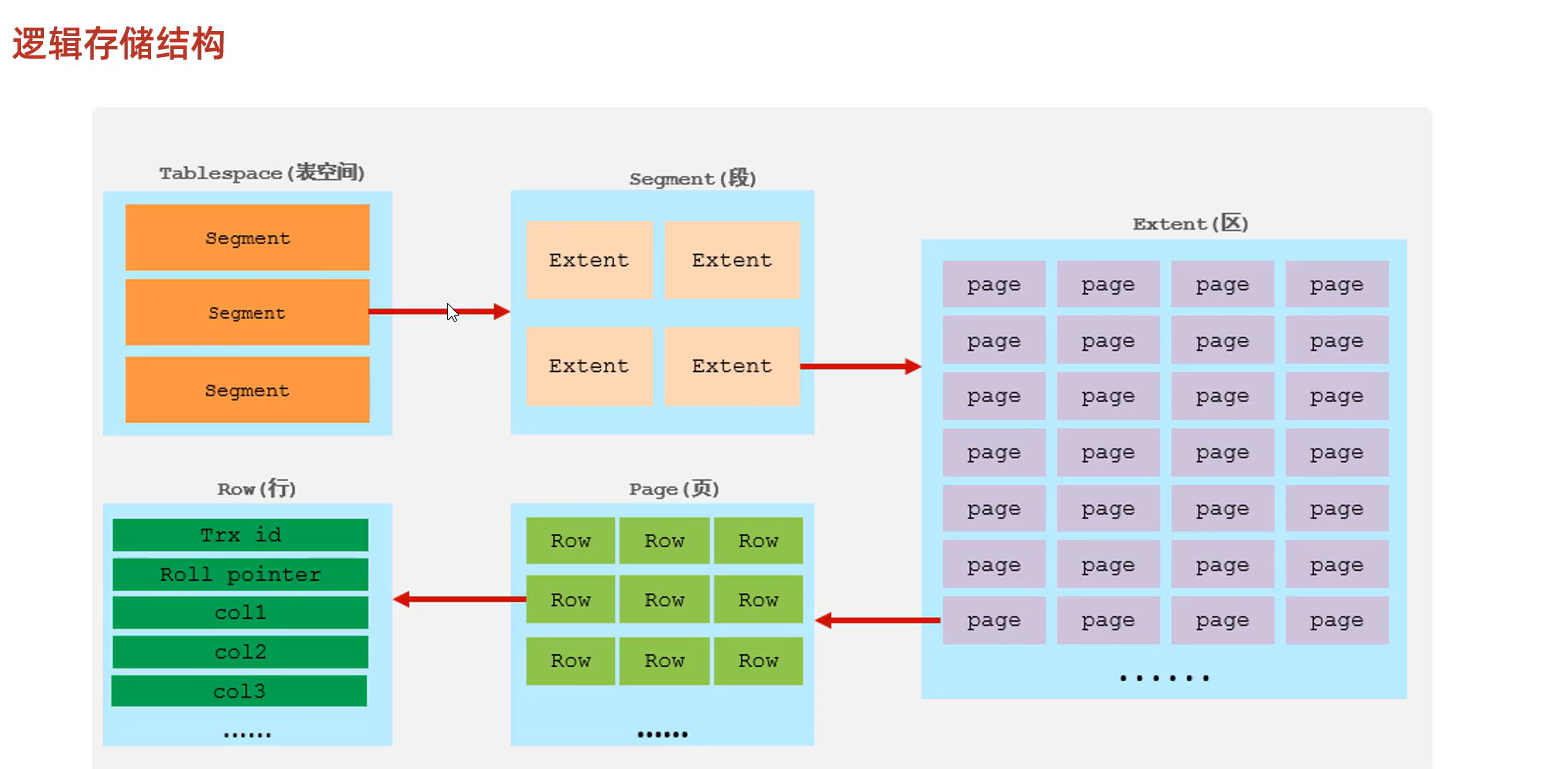 逻辑存储结构
Tablespace(表空间)
Segment
Segment
Segment
Segment(段)
Extent Extent
Extent Extent
Extent(区)
page page page page
page page page page
page page page page
page page page page
page page page page
page page page page
page page page page
......
Row(行)
Trx id
Roll pointer
col1
col2
col3
......
Page(页)
Row Row Row
Row Row Row
Row Row Row
......